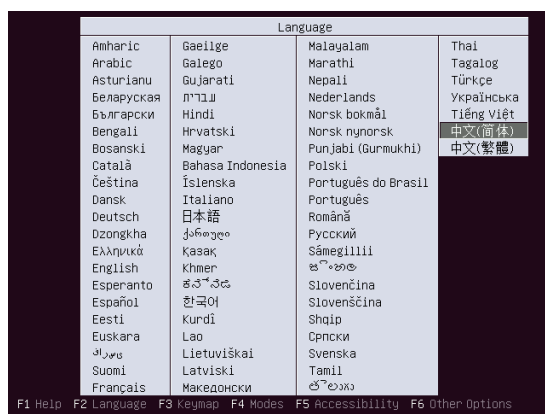 Language
Amharic
Arabic
Asturianu
Беларуская
Български
Bengali
Bosanski
Català
Čeština
Dansk
Deutsch
Dzongkha
Ελληνικά
English
Esperanto
Español
Eesti
Euskara
Suomi
Français
Gaeilge
Galego
Gujarati
עברית
Hindi
Hrvatski
Magyar
Bahasa Indonesia
Íslenska
Italiano
日本語
ქართული
Қазақ
Khmer
ಕನ್ನಡ
한국어
Kurdî
Lao
Lietuviškai
Latviski
Македонски
Malayalam
Marathi
Nepali
Nederlands
Norsk bokmål
Norsk nynorsk
Punjabi (Gurmukhi)
Polski
Português do Brasil
Português
Română
Русский
Sámegillii
සිංහල
Slovenčina
Slovenščina
Shqip
Српски
Svenska
Tamil
తెలుగు
Thai
Tagalog
Türkçe
Українська
Tiếng Việt
中文(简体)
中文(繁體)
F1 Help F2 Language F3 Keymap F4 Modes F5 Accessibility F6 Other Options